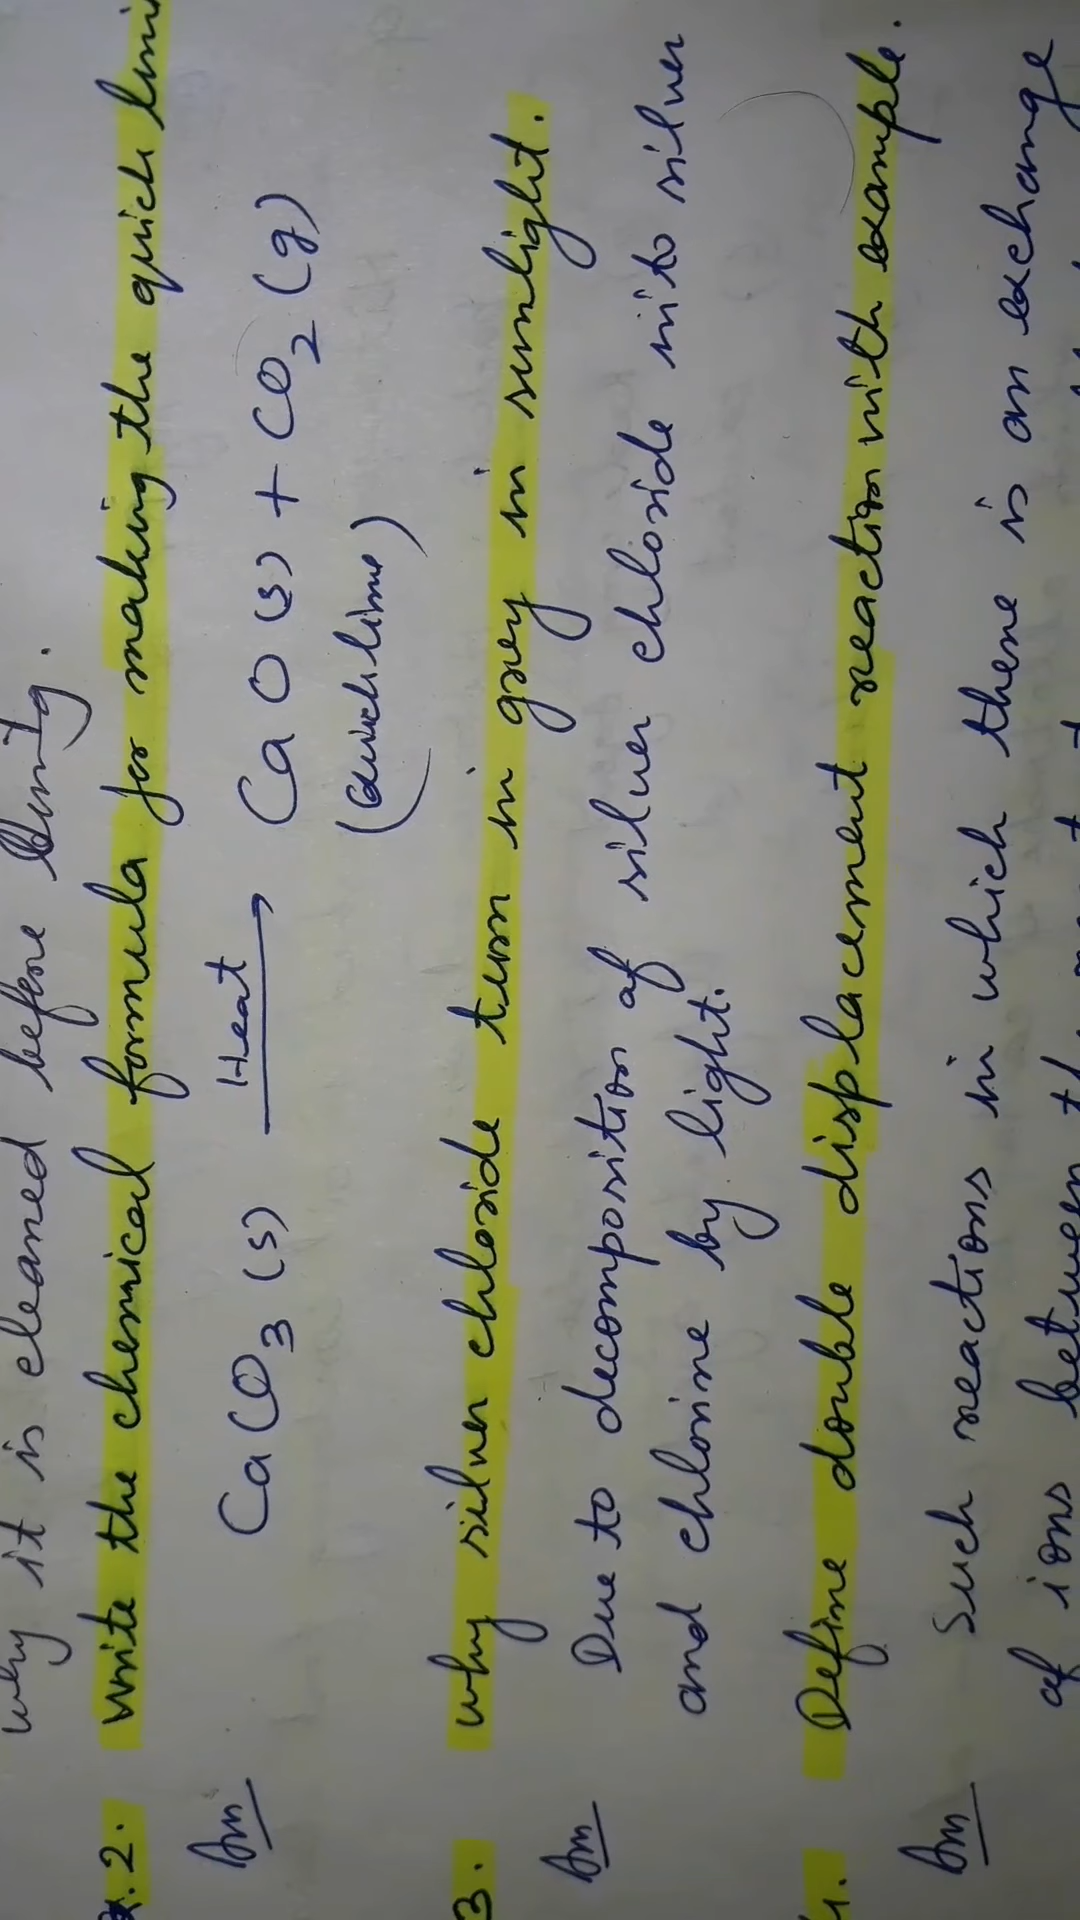 why it is cleaned before buring.
Q. 2. write the chemical formula for making the quick
Ans CaCO3 (s) Heat → CaO (s) + CO2 (g)
(Quick lime)
3. why silver chloride turn in grey in sunlight.
Ans Due to decomposition of silver chloride into silver
and chlorine by light.
4. Define double displacement reaction with example.
Ans Such reactions in which there is an exchange
of ions between